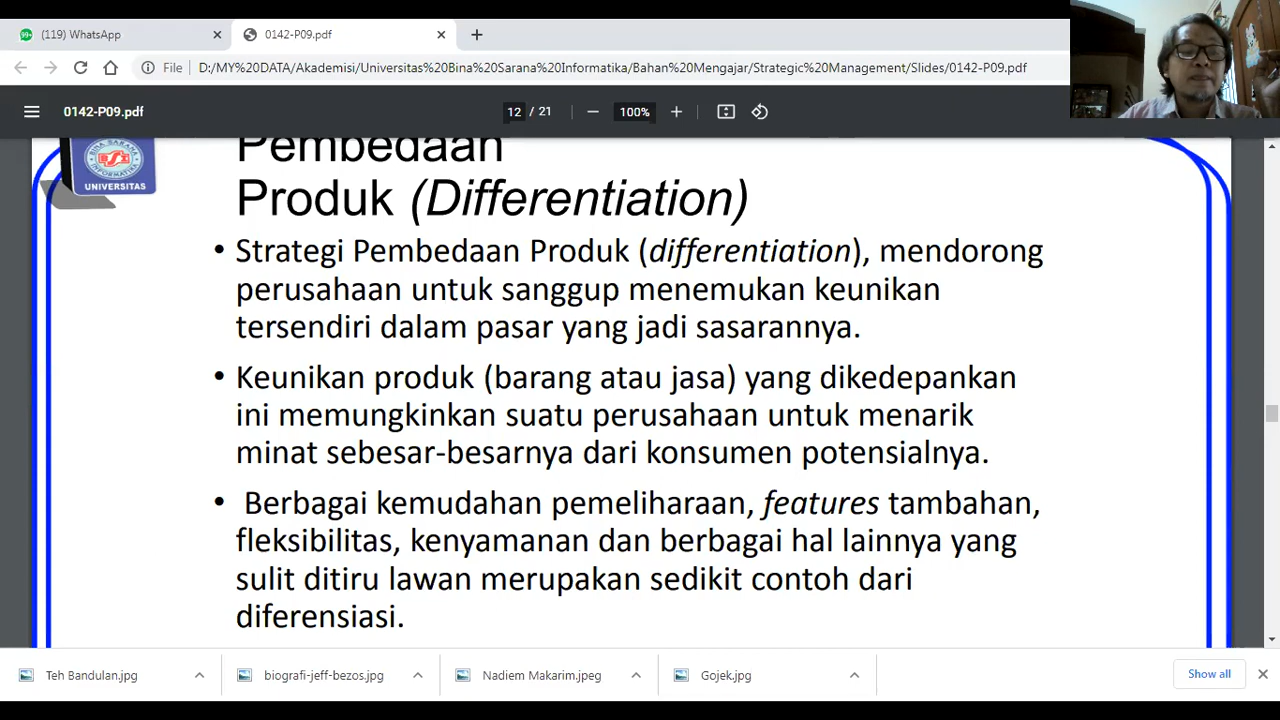 99+ (119) WhatsApp
0142-P09.pdf
File D:/MY%20DATA/Akademisi/Universitas%20Bina%20Sarana%20Informatika/Bahan%20Mengajar/Strategic%20Management/Slides/0142-P09.pdf
0142-P09.pdf 12 / 21 100%
BINA SARANA
INFORMATIKA
UNIVERSITAS
Pembedaan
Produk (Differentiation)
• Strategi Pembedaan Produk (differentiation), mendorong
perusahaan untuk sanggup menemukan keunikan
tersendiri dalam pasar yang jadi sasarannya.
• Keunikan produk (barang atau jasa) yang dikedepankan
ini memungkinkan suatu perusahaan untuk menarik
minat sebesar-besarnya dari konsumen potensialnya.
• Berbagai kemudahan pemeliharaan, features tambahan,
fleksibilitas, kenyamanan dan berbagai hal lainnya yang
sulit ditiru lawan merupakan sedikit contoh dari
diferensiasi.
Teh Bandulan.jpg
biografi-jeff-bezos.jpg
Nadiem Makarim.jpeg
Gojek.jpg
Show all